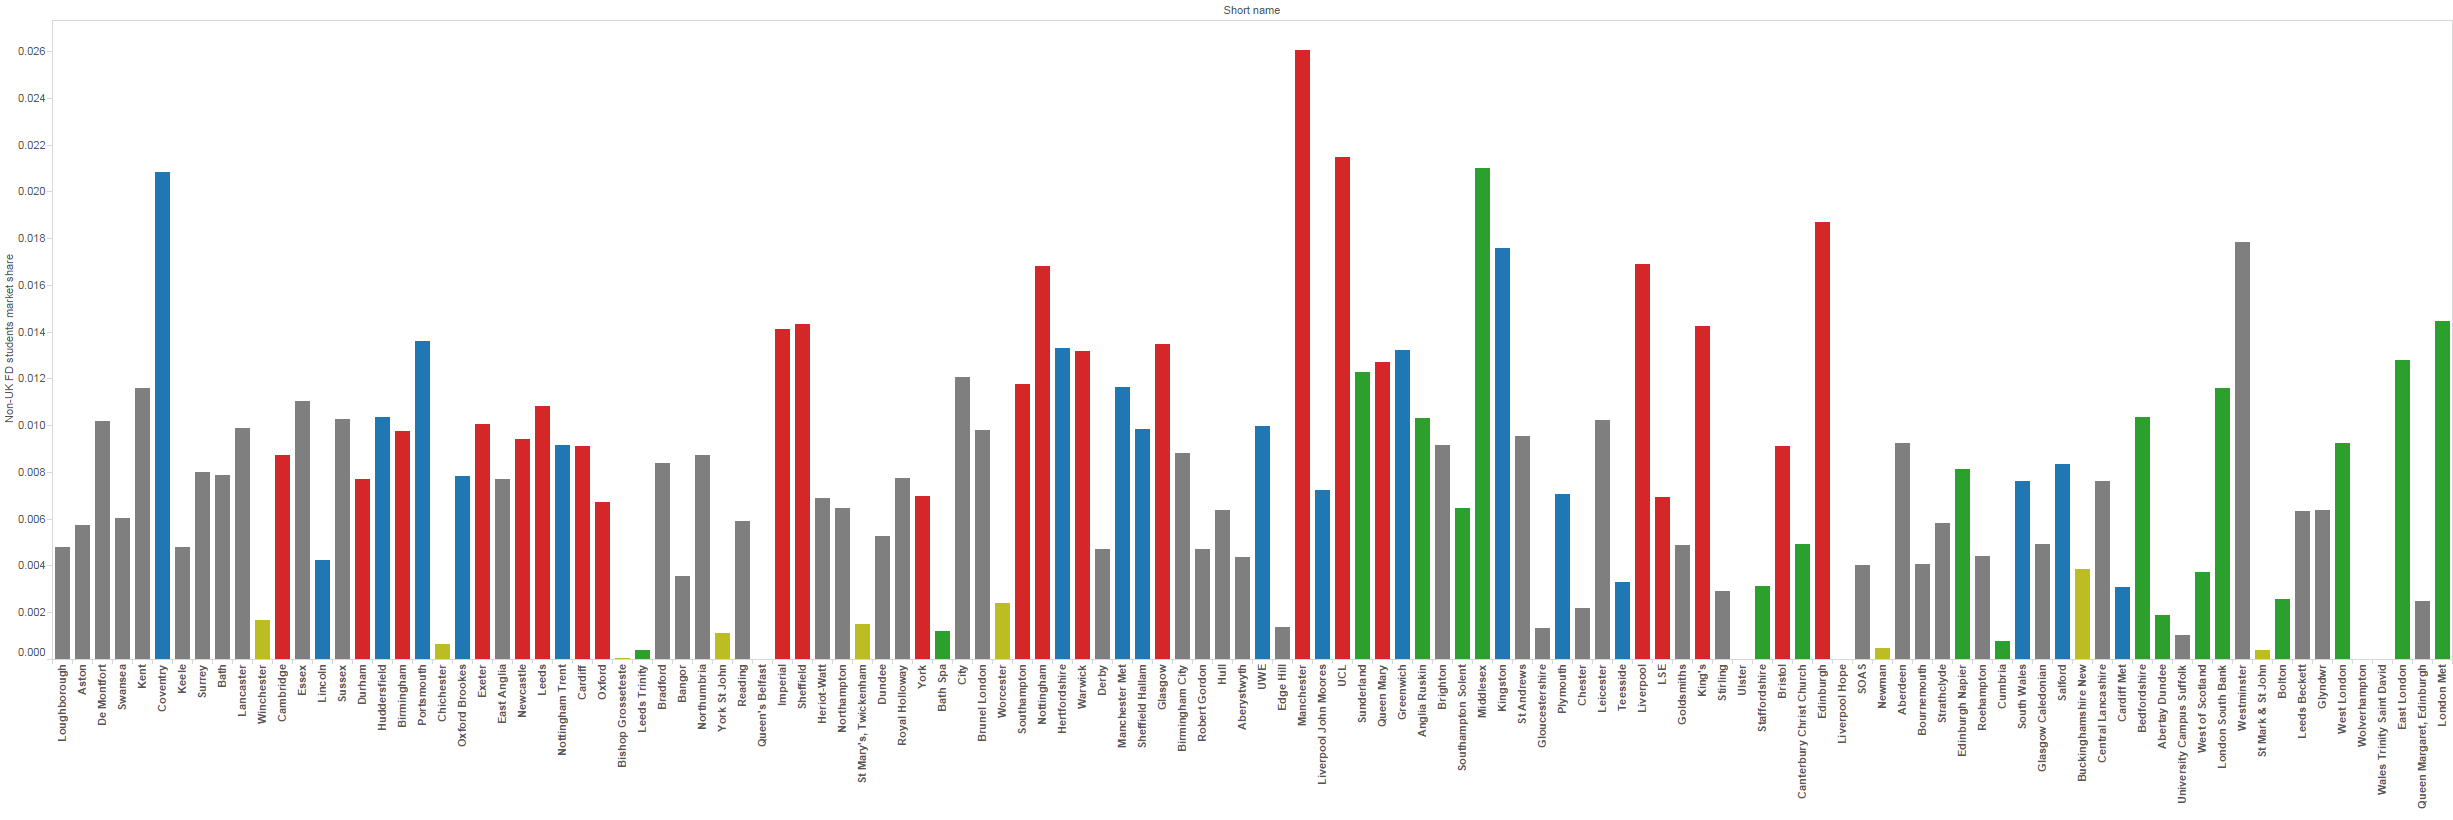 Short name
Non-UK FD students market share
0.026
0.024
0.022
0.020
0.018
0.016
0.014
0.012
0.010
0.008
0.006
0.004
0.002
0.000
Loughborough
Aston
De Montfort
Swansea
Kent
Coventry
Keele
Surrey
Bath
Lancaster
Winchester
Cambridge
Essex
Lincoln
Sussex
Durham
Huddersfield
Birmingham
Portsmouth
Chichester
Oxford Brookes
Exeter
East Anglia
Newcastle
Leeds
Nottingham Trent
Cardiff
Oxford
Bishop Grosseteste
Leeds Trinity
Bradford
Bangor
Northumbria
York St John
Reading
Queen's Belfast
Imperial
Sheffield
Heriot-Watt
Northampton
St Mary's, Twickenham
Dundee
Royal Holloway
York
Bath Spa
City
Brunel London
Worcester
Southampton
Nottingham
Hertfordshire
Warwick
Derby
Manchester Met
Sheffield Hallam
Glasgow
Birmingham City
Robert Gordon
Hull
Aberystwyth
UWE
Edge Hill
Manchester
Liverpool John Moores
UCL
Sunderland
Queen Mary
Greenwich
Anglia Ruskin
Brighton
Southampton Solent
Middlesex
Kingston
St Andrews
Gloucestershire
Plymouth
Chester
Leicester
Teesside
Liverpool
LSE
Goldsmiths
King's
Stirling
Ulster
Staffordshire
Bristol
Canterbury Christ Church
Edinburgh
Liverpool Hope
SOAS
Newman
Aberdeen
Bournemouth
Strathclyde
Edinburgh Napier
Roehampton
Cumbria
South Wales
Glasgow Caledonian
Salford
Buckinghamshire New
Central Lancashire
Cardiff Met
Bedfordshire
Abertay Dundee
University Campus Suffolk
West of Scotland
London South Bank
Westminster
St Mark & St John
Bolton
Leeds Beckett
Glyndwr
West London
Wolverhampton
Wales Trinity Saint David
East London
Queen Margaret, Edinburgh
London Met